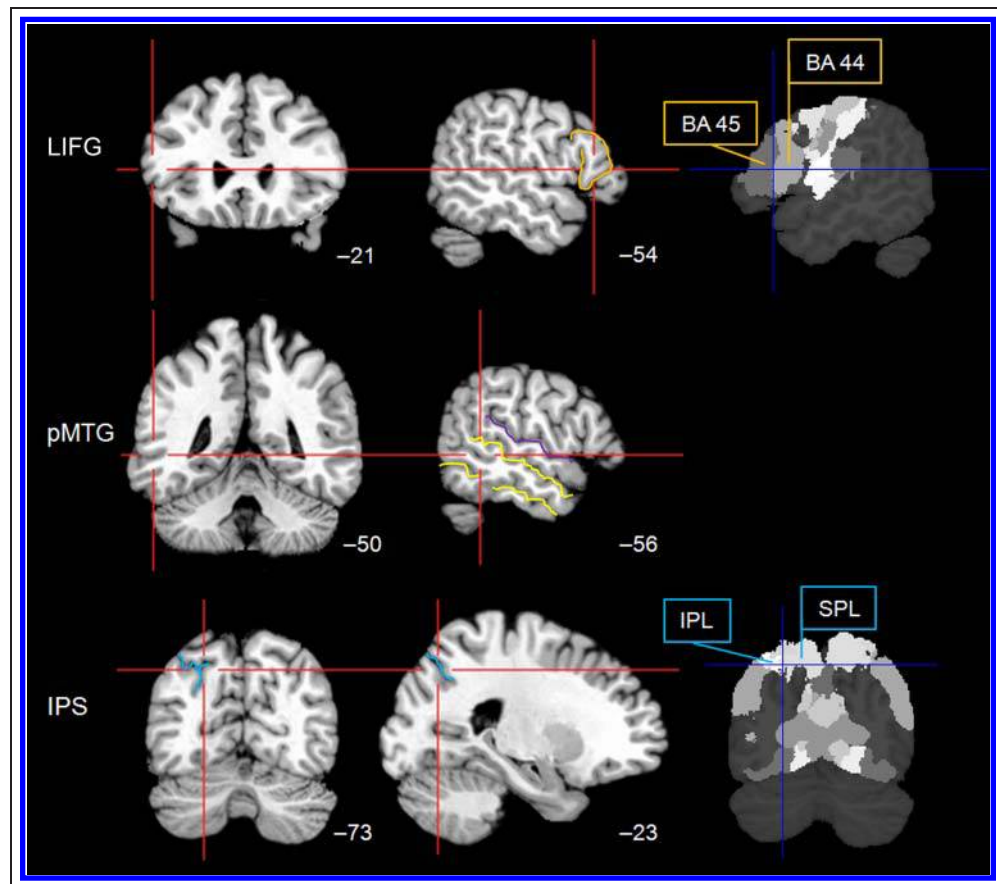 BA 44
BA 45
LIFG
–21
–54
pMTG
–50
–56
IPL
SPL
IPS
–73
–23